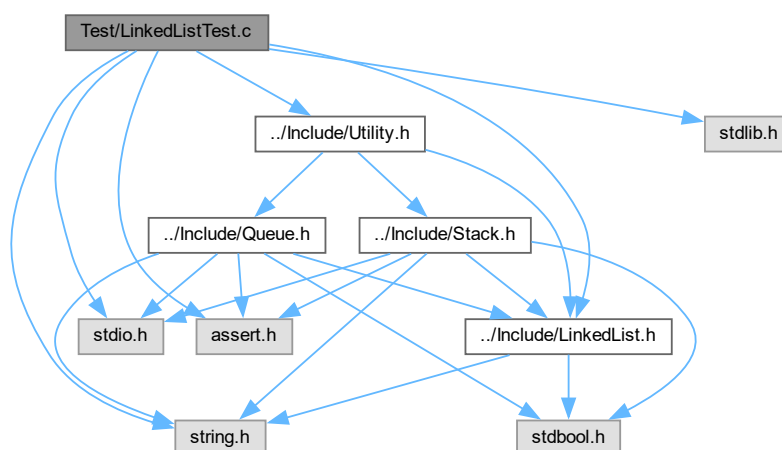 Test/LinkedListTest.c
../Include/Utility.h
stdlib.h
../Include/Queue.h
../Include/Stack.h
stdio.h
assert.h
../Include/LinkedList.h
string.h
stdbool.h